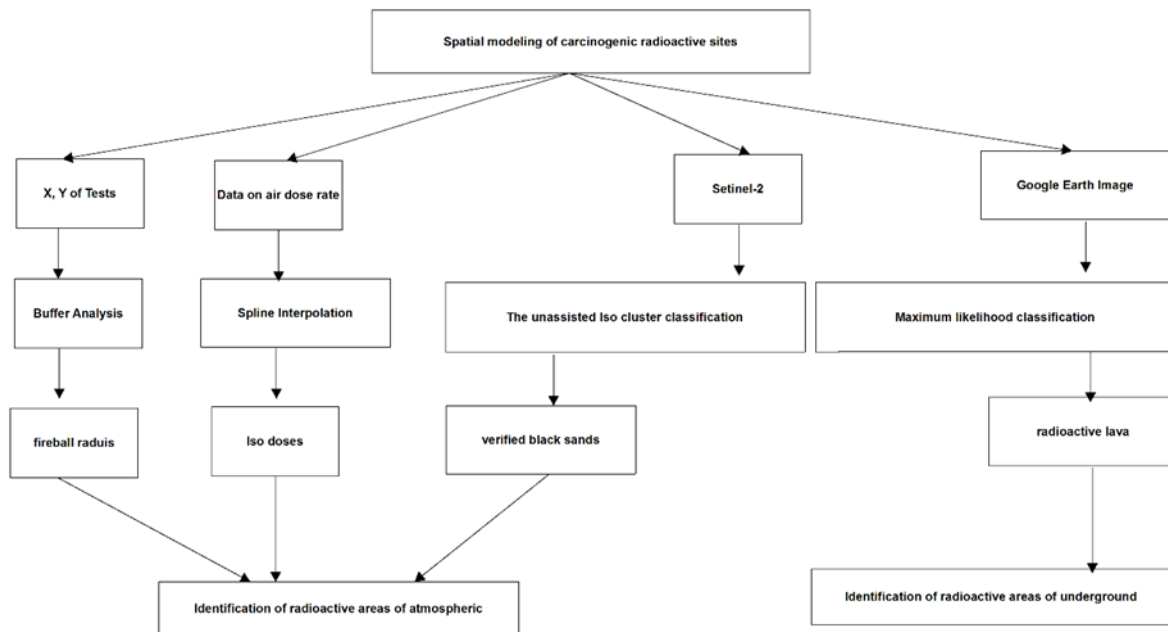 Spatial modeling of carcinogenic radioactive sites
X, Y of Tests
Data on air dose rate
Setinel-2
Google Earth Image
Buffer Analysis
Spline Interpolation
The unassisted Iso cluster classification
Maximum likelihood classification
fireball raduis
Iso doses
verified black sands
radioactive lava
Identification of radioactive areas of atmospheric
Identification of radioactive areas of underground